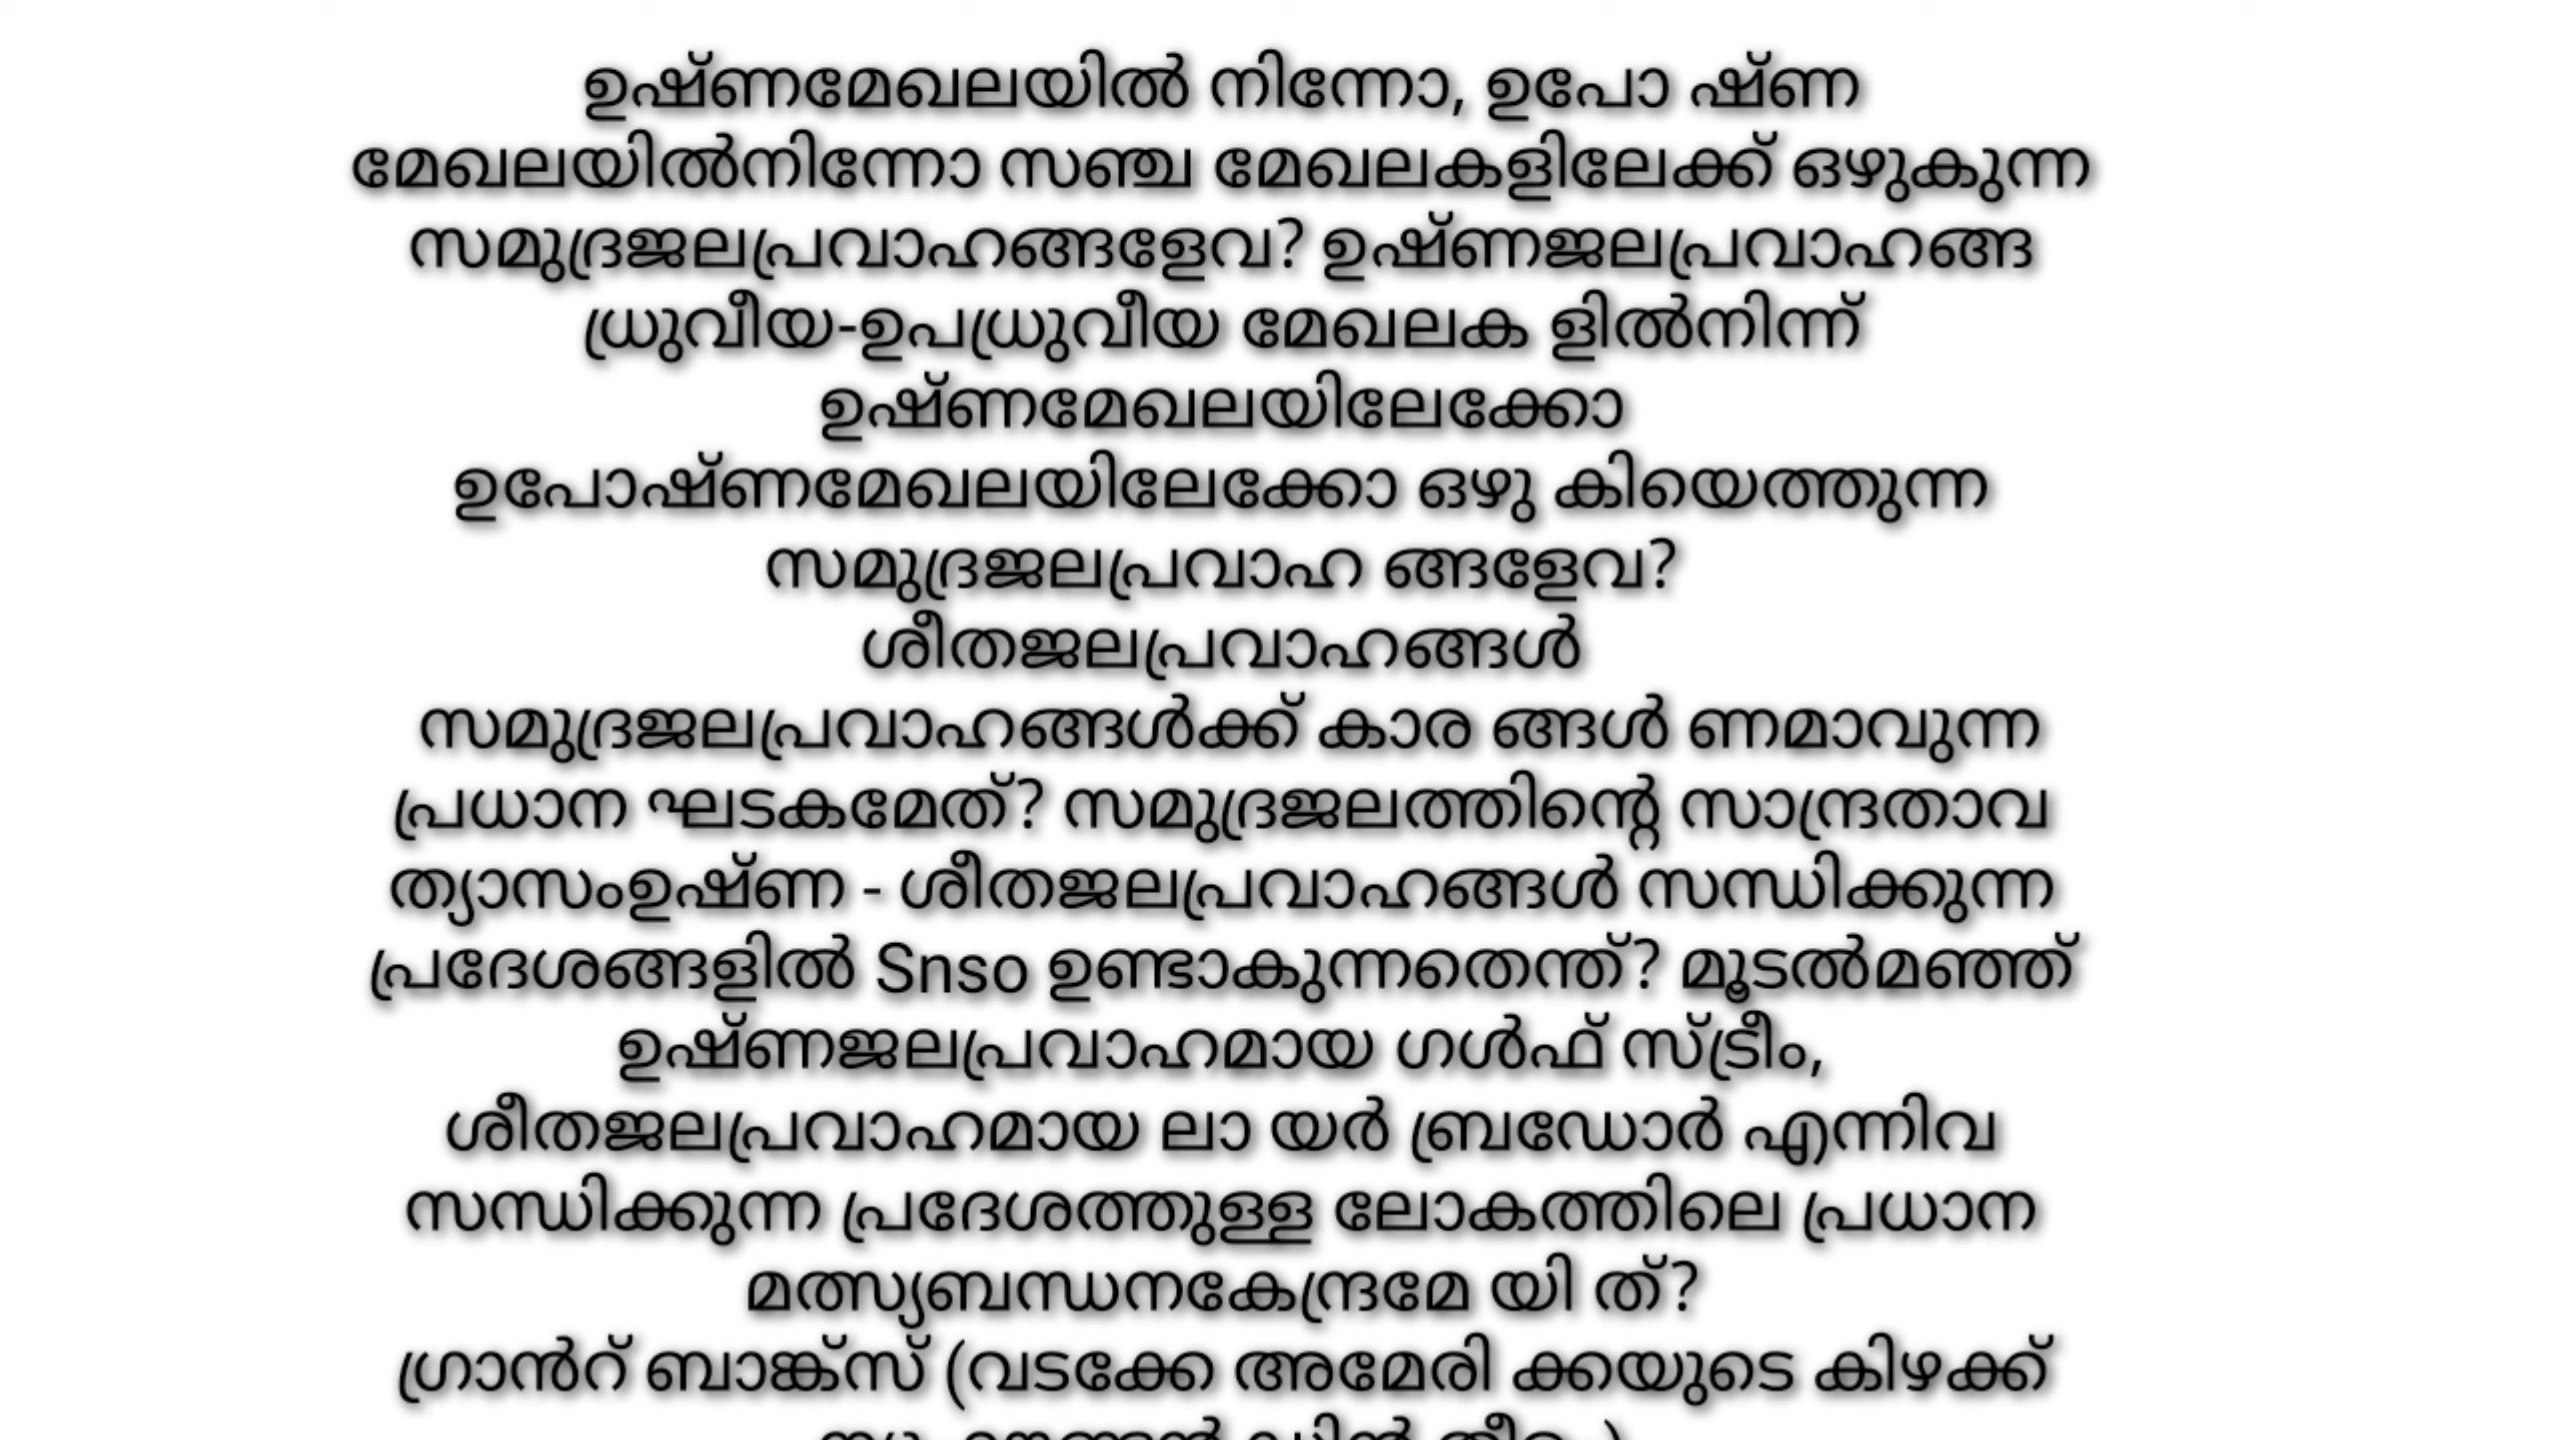 ഉഷ്ണമേഖലയിൽ നിന്നോ, ഉപോ ഷ്ണ
മേഖലയിൽനിന്നോ സഞ്ച മേഖലകളിലേക്ക് ഒഴുകുന്ന
സമുദ്രജലപ്രവാഹങ്ങളേവ? ഉഷ്ണജലപ്രവാഹങ്ങ
ധ്രുവീയ-ഉപധ്രുവീയ മേഖലക ളിൽനിന്ന്
ഉഷ്ണമേഖലയിലേക്കോ
ഉപോഷ്ണമേഖലയിലേക്കോ ഒഴു കിയെത്തുന്ന
സമുദ്രജലപ്രവാഹ ങ്ങളേവ?
ശീതജലപ്രവാഹങ്ങൾ
സമുദ്രജലപ്രവാഹങ്ങൾക്ക് കാര ങ്ങൾ ണമാവുന്ന
പ്രധാന ഘടകമേത്? സമുദ്രജലത്തിന്റെ സാന്ദ്രതാവ
ത്യാസംഉഷ്ണ - ശീതജലപ്രവാഹങ്ങൾ സന്ധിക്കുന്ന
പ്രദേശങ്ങളിൽ Snso ഉണ്ടാകുന്നതെന്ത്? മൂടൽമഞ്ഞ്
ഉഷ്ണജലപ്രവാഹമായ ഗൾഫ് സ്ട്രീം,
ശീതജലപ്രവാഹമായ ലാ യർ ബ്രഡോർ എന്നിവ
സന്ധിക്കുന്ന പ്രദേശത്തുള്ള ലോകത്തിലെ പ്രധാന
മത്സ്യബന്ധനകേന്ദ്രമേ യി ത്?
ഗ്രാൻറ് ബാങ്ക്സ് (വടക്കേ അമേരി ക്കയുടെ കിഴക്ക്